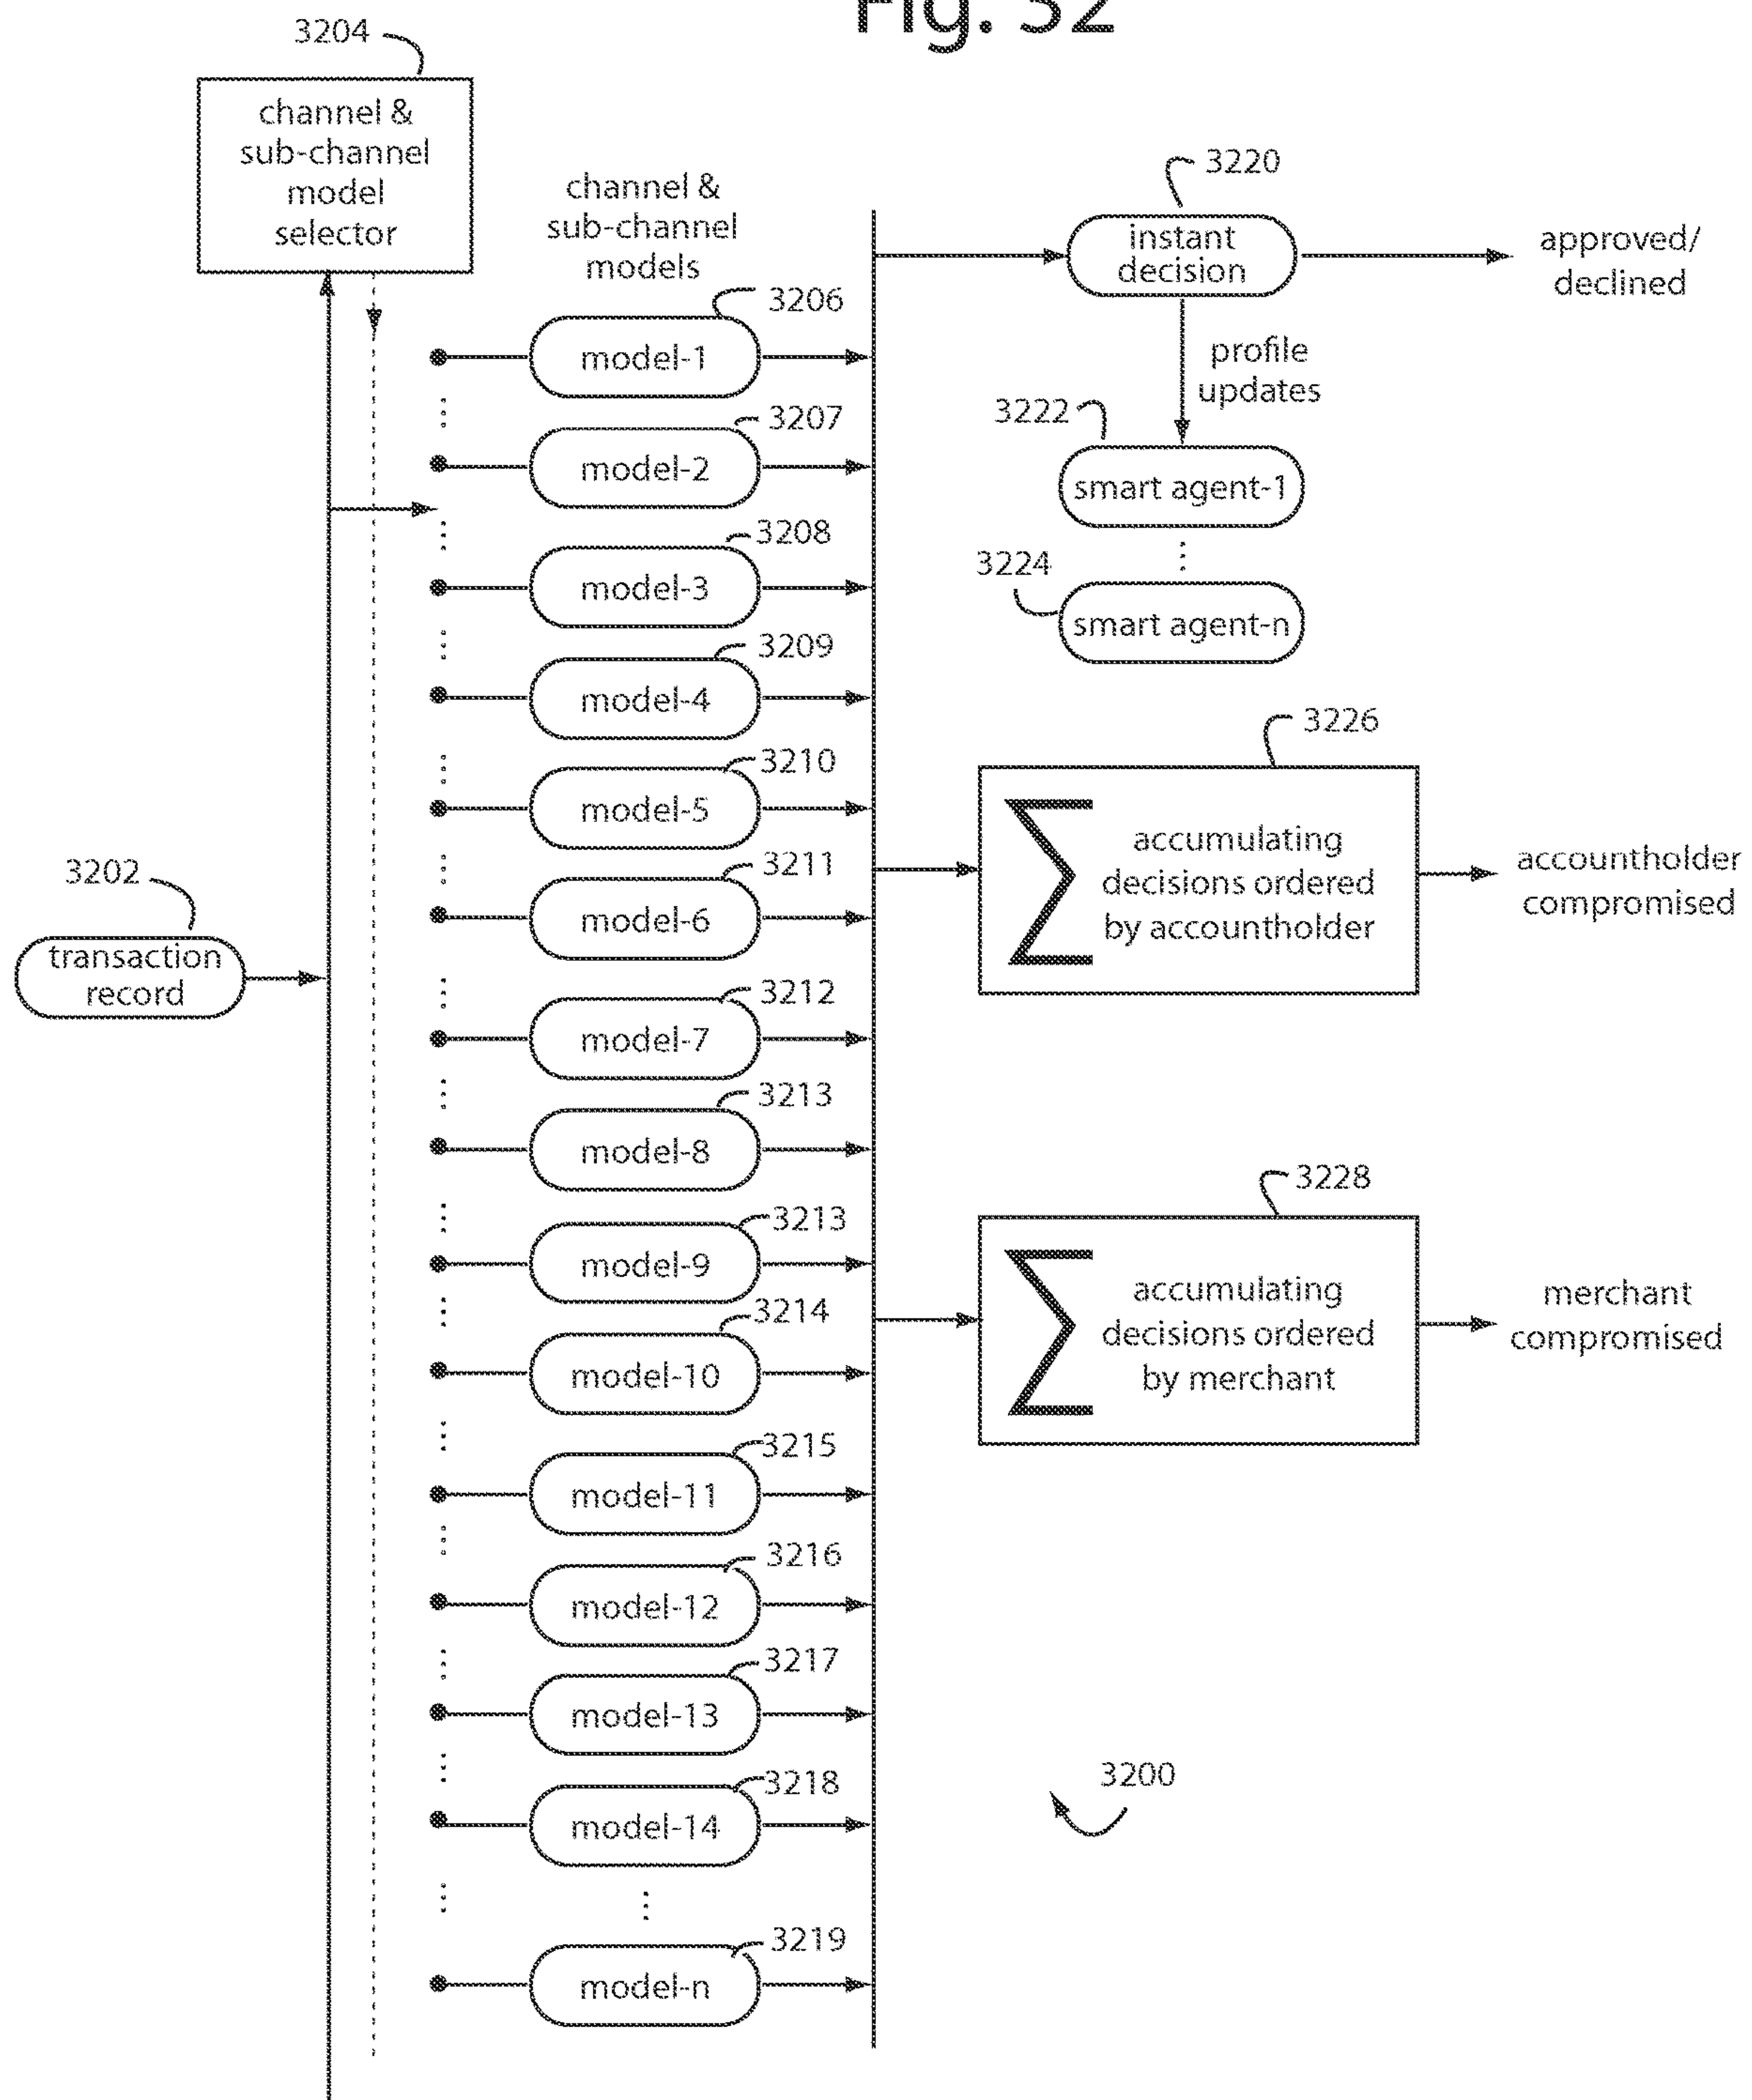 Fig. 32
3204
channel &
sub-channel
model
selector
channel &
sub-channel
models
3206
model-1
3207
model-2
3208
model-3
3209
model-4
3210
model-5
3211
model-6
3212
model-7
3213
model-8
3213
model-9
3214
model-10
3215
model-11
3216
model-12
3217
model-13
3218
model-14
3219
model-n
3202
transaction
record
3220
instant
decision
approved/
declined
profile
updates
3222
smart agent-1
3224
smart agent-n
3226
∑
accumulating
decisions ordered
by accountholder
accountholder
compromised
3228
∑
accumulating
decisions ordered
by merchant
merchant
compromised
3200